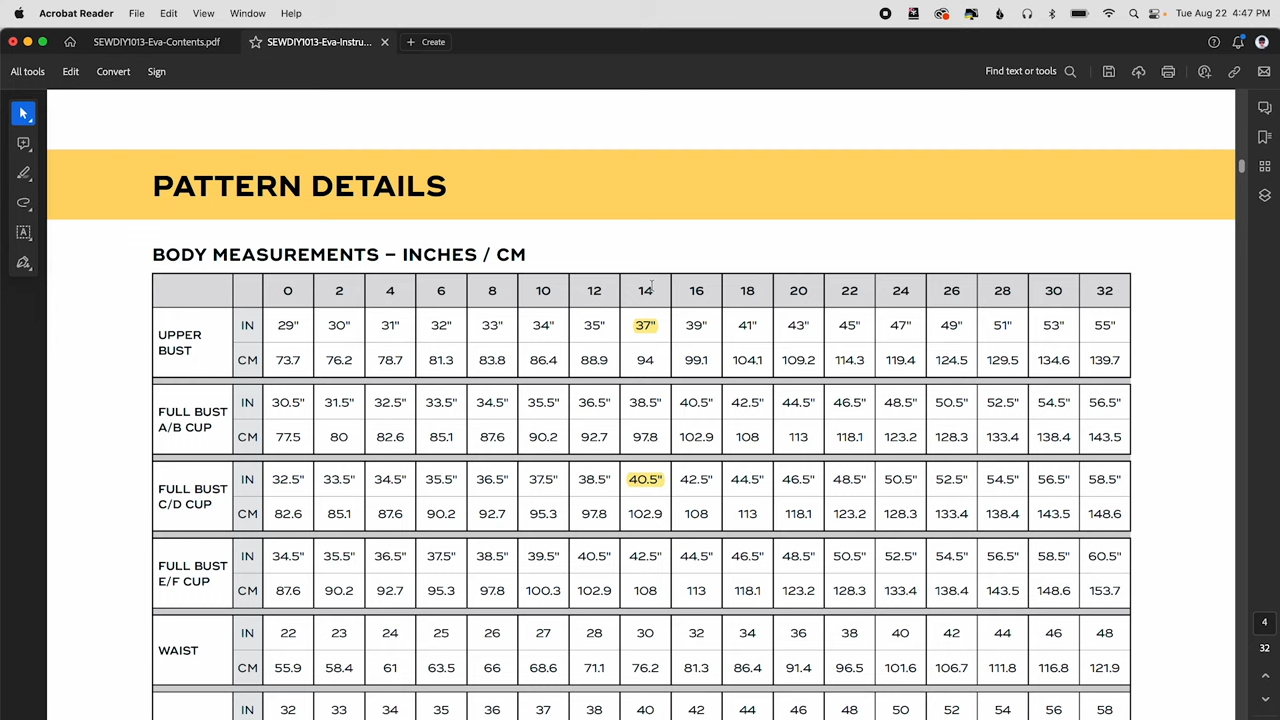 Acrobat Reader File Edit View Window Help Tue Aug 22 4:47 PM
SEWDIY1013-Eva-Contents.pdf SEWDIY1013-Eva-Instru... Create
All tools Edit Convert Sign Find text or tools
PATTERN DETAILS
BODY MEASUREMENTS – INCHES / CM
0 2 4 6 8 10 12 14 16 18 20 22 24 26 28 30 32
UPPER BUST IN 29" 30" 31" 32" 33" 34" 35" 37" 39" 41" 43" 45" 47" 49" 51" 53" 55"
CM 73.7 76.2 78.7 81.3 83.8 86.4 88.9 94 99.1 104.1 109.2 114.3 119.4 124.5 129.5 134.6 139.7
FULL BUST A/B CUP IN 30.5" 31.5" 32.5" 33.5" 34.5" 35.5" 36.5" 38.5" 40.5" 42.5" 44.5" 46.5" 48.5" 50.5" 52.5" 54.5" 56.5"
CM 77.5 80 82.6 85.1 87.6 90.2 92.7 97.8 102.9 108 113 118.1 123.2 128.3 133.4 138.4 143.5
FULL BUST C/D CUP IN 32.5" 33.5" 34.5" 35.5" 36.5" 37.5" 38.5" 40.5" 42.5" 44.5" 46.5" 48.5" 50.5" 52.5" 54.5" 56.5" 58.5"
CM 82.6 85.1 87.6 90.2 92.7 95.3 97.8 102.9 108 113 118.1 123.2 128.3 133.4 138.4 143.5 148.6
FULL BUST E/F CUP IN 34.5" 35.5" 36.5" 37.5" 38.5" 39.5" 40.5" 42.5" 44.5" 46.5" 48.5" 50.5" 52.5" 54.5" 56.5" 58.5" 60.5"
CM 87.6 90.2 92.7 95.3 97.8 100.3 102.9 108 113 118.1 123.2 128.3 133.4 138.4 143.5 148.6 153.7
WAIST IN 22 23 24 25 26 27 28 30 32 34 36 38 40 42 44 46 48
CM 55.9 58.4 61 63.5 66 68.6 71.1 76.2 81.3 86.4 91.4 96.5 101.6 106.7 111.8 116.8 121.9
IN 32 33 34 35 36 37 38 40 42 44 46 48 50 52 54 56 58
4
32